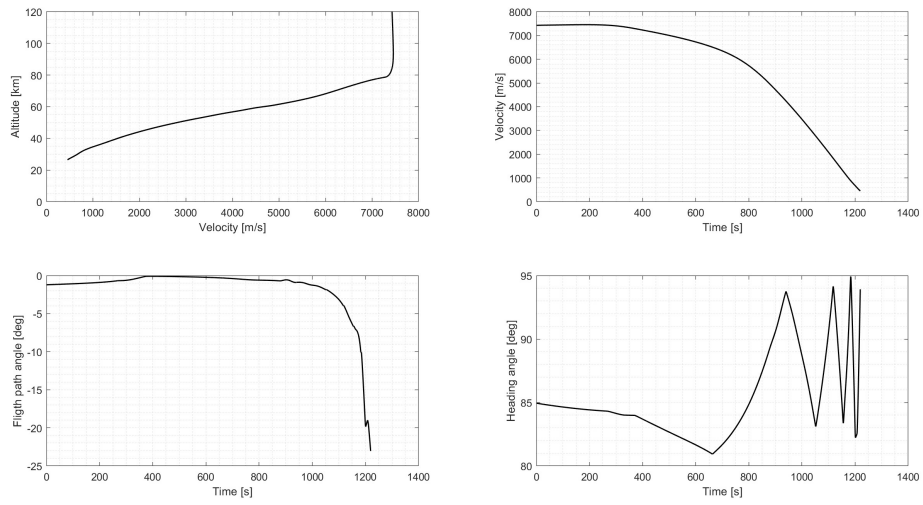 120
100
80
60
40
20
0
Altitude [km]
0 1000 2000 3000 4000 5000 6000 7000 8000
Velocity [m/s]
8000
7000
6000
5000
4000
3000
2000
1000
0
Velocity [m/s]
0 200 400 600 800 1000 1200 1400
Time [s]
0
-5
-10
-15
-20
-25
Fligth path angle [deg]
0 200 400 600 800 1000 1200 1400
Time [s]
95
90
85
80
Heading angle [deg]
0 200 400 600 800 1000 1200 1400
Time [s]